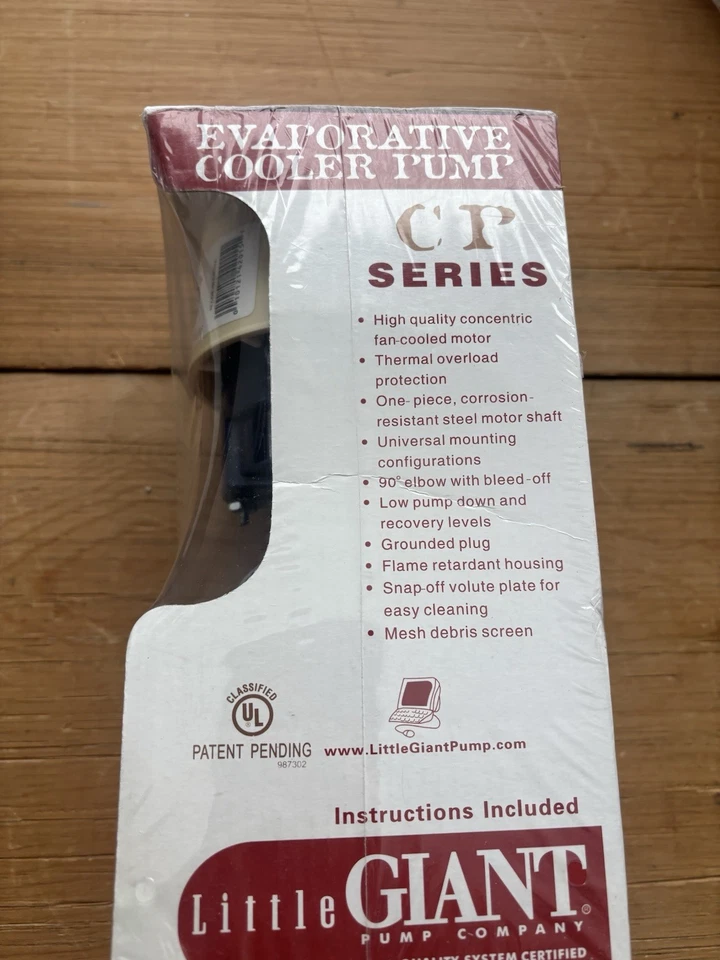 EVAPORATIVE
COOLER PUMP
CP
SERIES
• High quality concentric
fan-cooled motor
• Thermal overload
protection
• One-piece, corrosion-
resistant steel motor shaft
• Universal mounting
configurations
• 90° elbow with bleed-off
• Low pump down and
recovery levels
• Grounded plug
• Flame retardant housing
• Snap-off volute plate for
easy cleaning
• Mesh debris screen
CLASSIFIED
UL®
PATENT PENDING
987302
www.LittleGiantPump.com
Instructions Included
Little GIANT®
PUMP COMPANY
QUALITY SYSTEM CERTIFIED